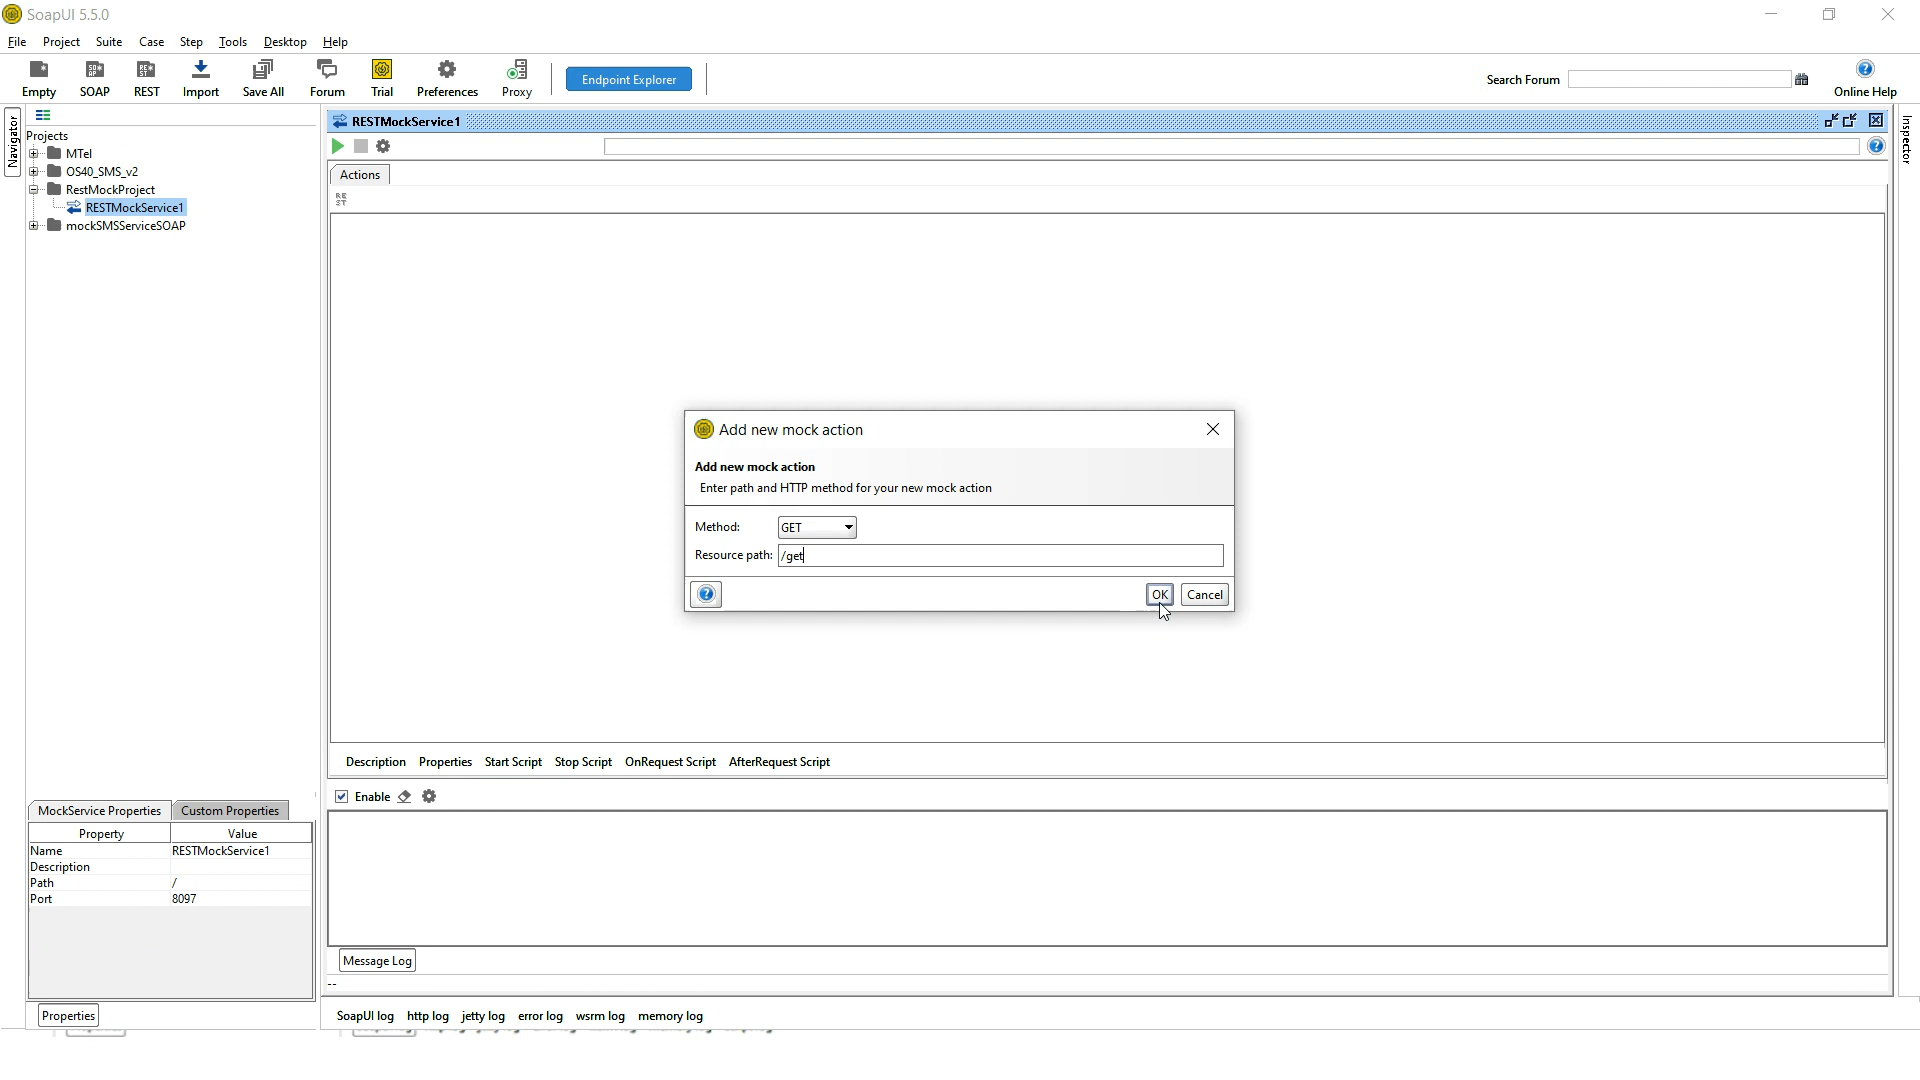 SoapUI 5.5.0
File Project Suite Case Step Tools Desktop Help
Empty SOAP REST Import Save All Forum Trial Preferences Proxy Endpoint Explorer Search Forum Online Help
Navigator
Projects
MTel
OS40_SMS_v2
RestMockProject
RESTMockService1
mockSMSServiceSOAP
RESTMockService1
Inspector
Actions
RE
ST
Add new mock action
Add new mock action
Enter path and HTTP method for your new mock action
Method: GET
Resource path: /get
OK Cancel
Description Properties Start Script Stop Script OnRequest Script AfterRequest Script
Enable
MockService Properties Custom Properties
Property Value
Name RESTMockService1
Description
Path /
Port 8097
Message Log
--
Properties
SoapUI log http log jetty log error log wsrm log memory log